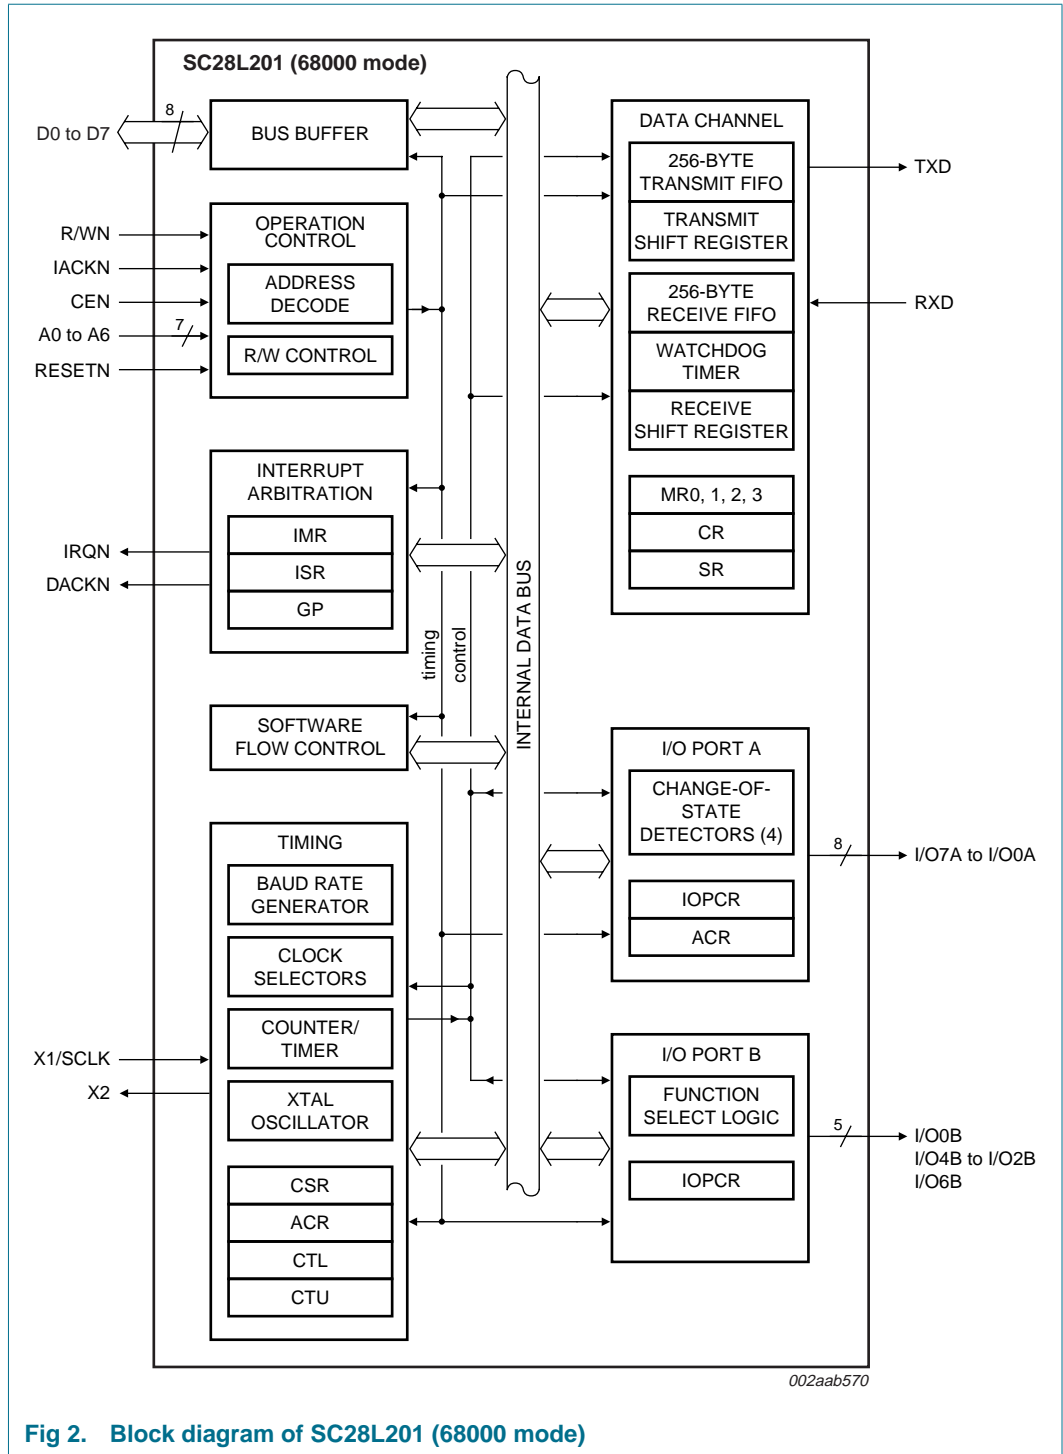 SC28L201 (68000 mode)
D0 to D7
8
BUS BUFFER
R/WN
IACKN
CEN
A0 to A6
7
RESETN
OPERATION
CONTROL
ADDRESS
DECODE
R/W CONTROL
INTERRUPT
ARBITRATION
IMR
ISR
GP
IRQN
DACKN
SOFTWARE
FLOW CONTROL
TIMING
BAUD RATE
GENERATOR
CLOCK
SELECTORS
COUNTER/
TIMER
XTAL
OSCILLATOR
CSR
ACR
CTL
CTU
X1/SCLK
X2
timing
control
INTERNAL DATA BUS
DATA CHANNEL
256-BYTE
TRANSMIT FIFO
TRANSMIT
SHIFT REGISTER
256-BYTE
RECEIVE FIFO
WATCHDOG
TIMER
RECEIVE
SHIFT REGISTER
MR0, 1, 2, 3
CR
SR
TXD
RXD
I/O PORT A
CHANGE-OF-
STATE
DETECTORS (4)
IOPCR
ACR
8
I/O7A to I/O0A
I/O PORT B
FUNCTION
SELECT LOGIC
IOPCR
5
I/O0B
I/O4B to I/O2B
I/O6B
002aab570
Fig 2. Block diagram of SC28L201 (68000 mode)